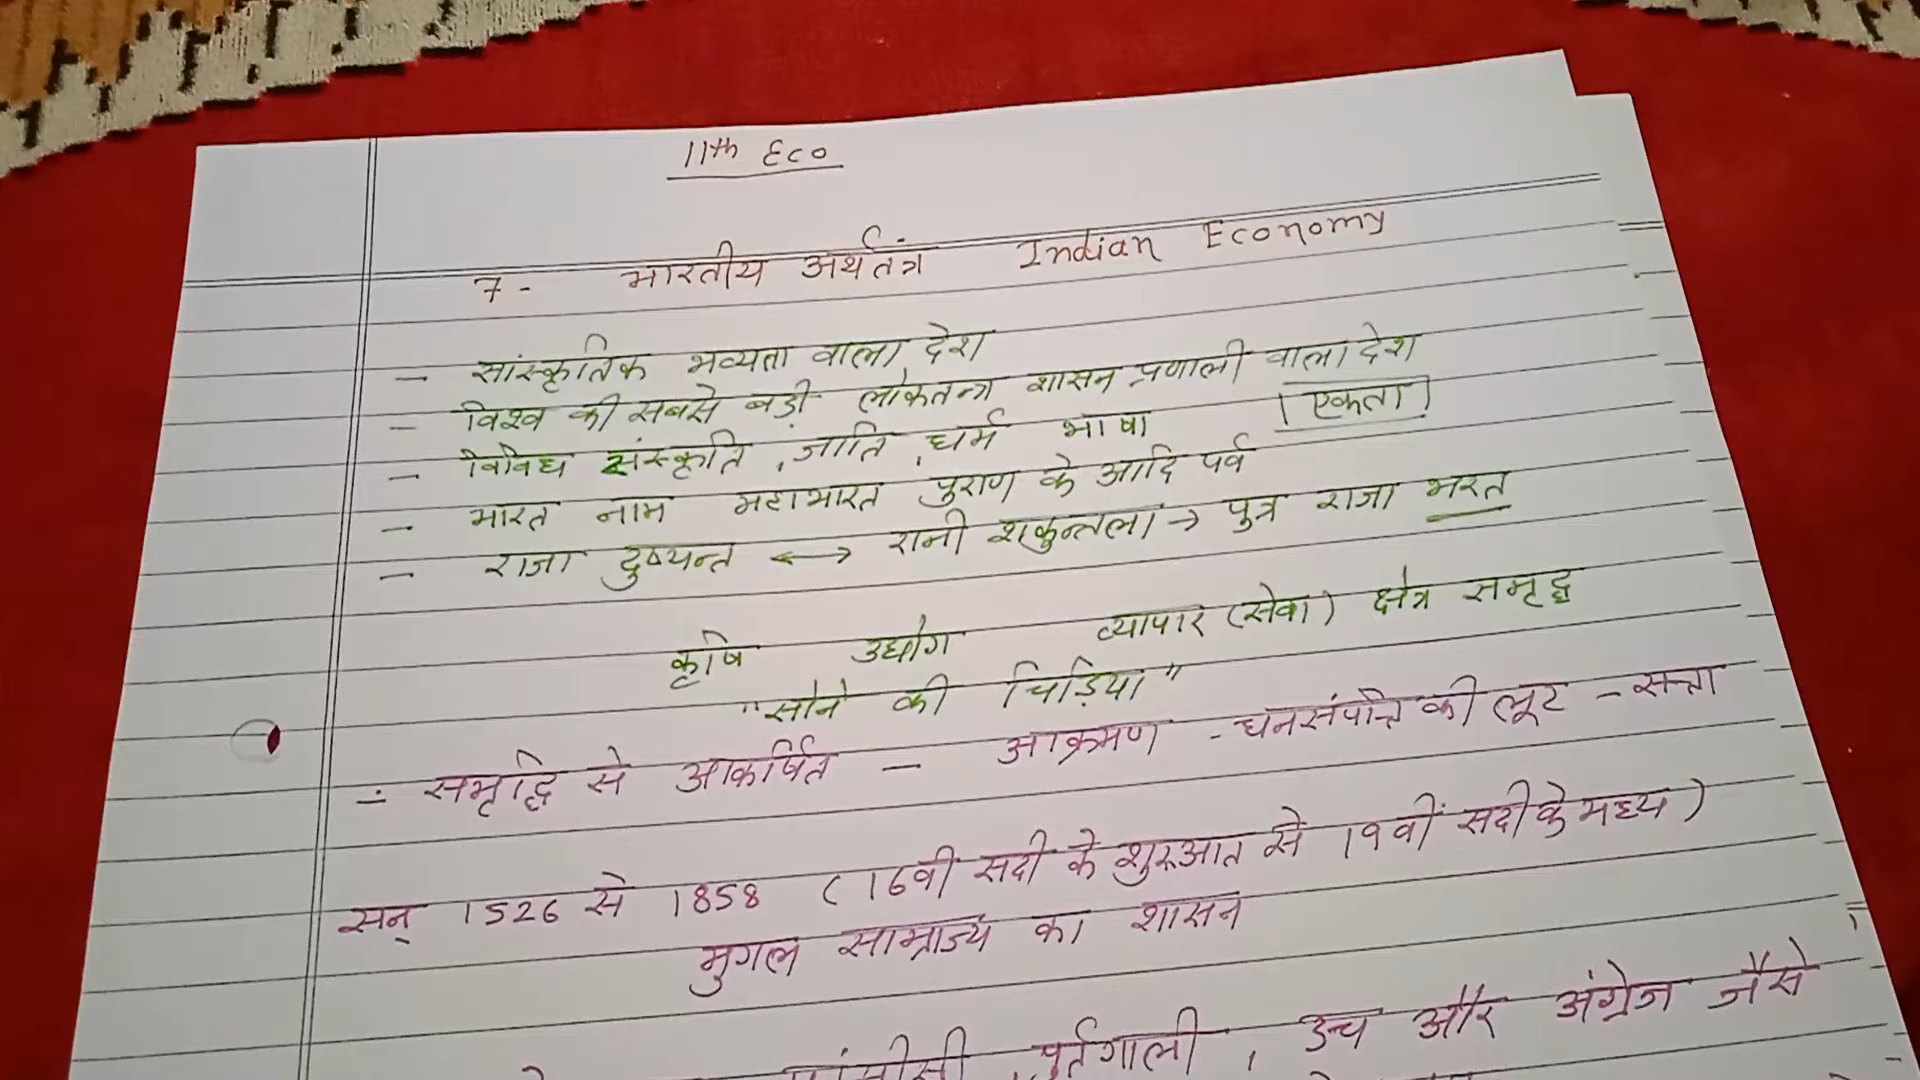 11th Eco
7 - भारतीय अर्थतंत्र Indian Economy
- सांस्कृतिक भव्यता वाला देश
- विश्व की सबसे बड़ी लोकतन्त्र शासन प्रणाली वाला देश
- विविध संस्कृति, जाति, धर्म भाषा एकता
- भारत नाम महाभारत पुराण के आदि पर्व
- राजा दुष्यन्त <-> रानी शकुन्तला -> पुत्र राजा भरत
कृषि उद्योग व्यापार (सेवा) क्षेत्र समृद्ध
"सोने की चिड़िया"
- समृद्धि से आकर्षित - आक्रमण - धनसंपत्ति की लूट - सत्ता
सन् 1526 से 1858 (16वी सदी के शुरुआत से 19वीं सदी के मध्य)
मुगल साम्राज्य का शासन
पुर्तगाली, डच और अंग्रेज जैसे